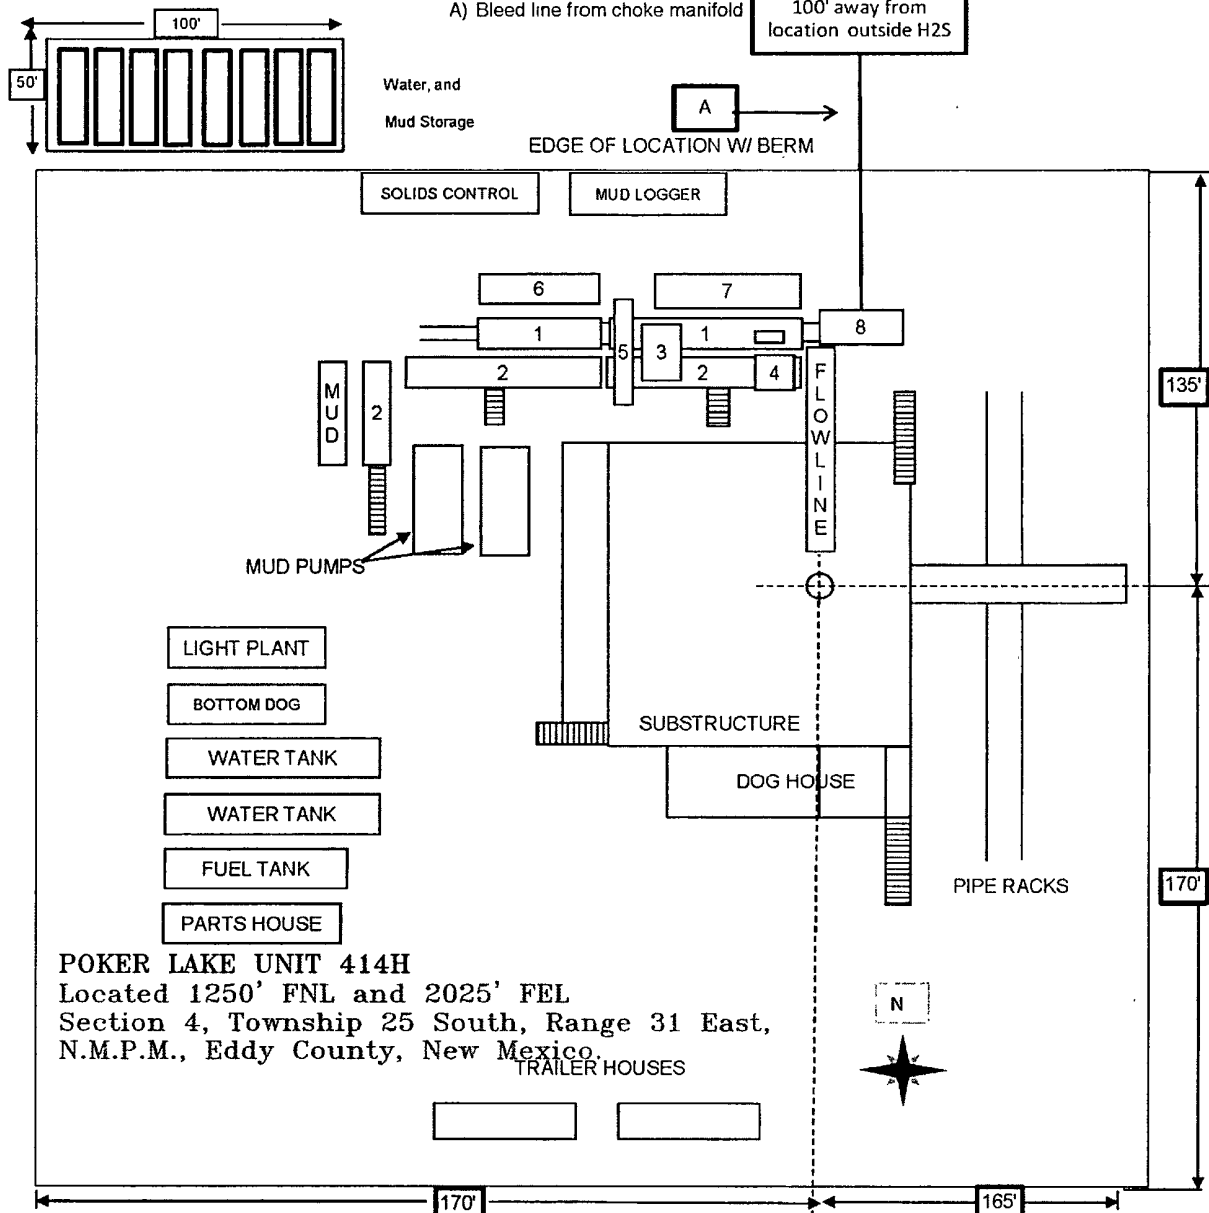 A) Bleed line from choke manifold
100' away from
location outside H2S
100'
50'
Water, and
Mud Storage
A
EDGE OF LOCATION W/ BERM
SOLIDS CONTROL
MUD LOGGER
6
7
1
1
8
5
3
2
2
4
MUD
2
FLOWLINE
135'
MUD PUMPS
LIGHT PLANT
BOTTOM DOG
WATER TANK
WATER TANK
FUEL TANK
PARTS HOUSE
SUBSTRUCTURE
DOG HOUSE
PIPE RACKS
170'
POKER LAKE UNIT 414H
Located 1250' FNL and 2025' FEL
Section 4, Township 25 South, Range 31 East,
N.M.P.M., Eddy County, New Mexico.
N
TRAILER HOUSES
170'
165'